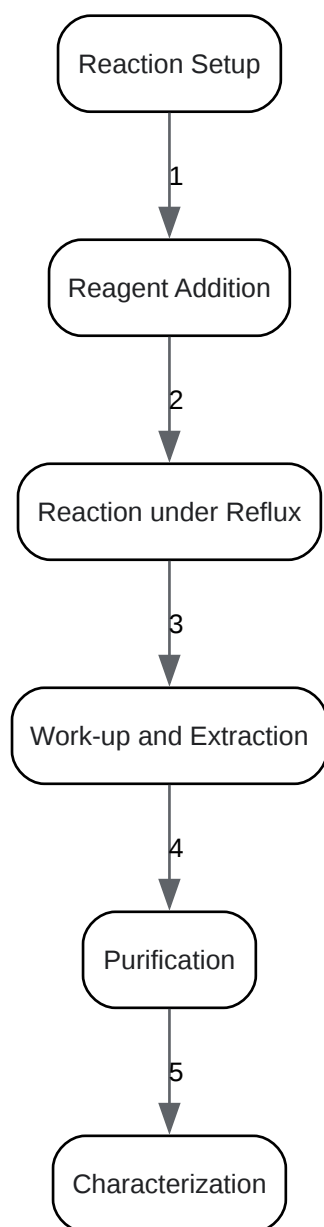 Reaction Setup
1
Reagent Addition
2
Reaction under Reflux
3
Work-up and Extraction
4
Purification
5
Characterization